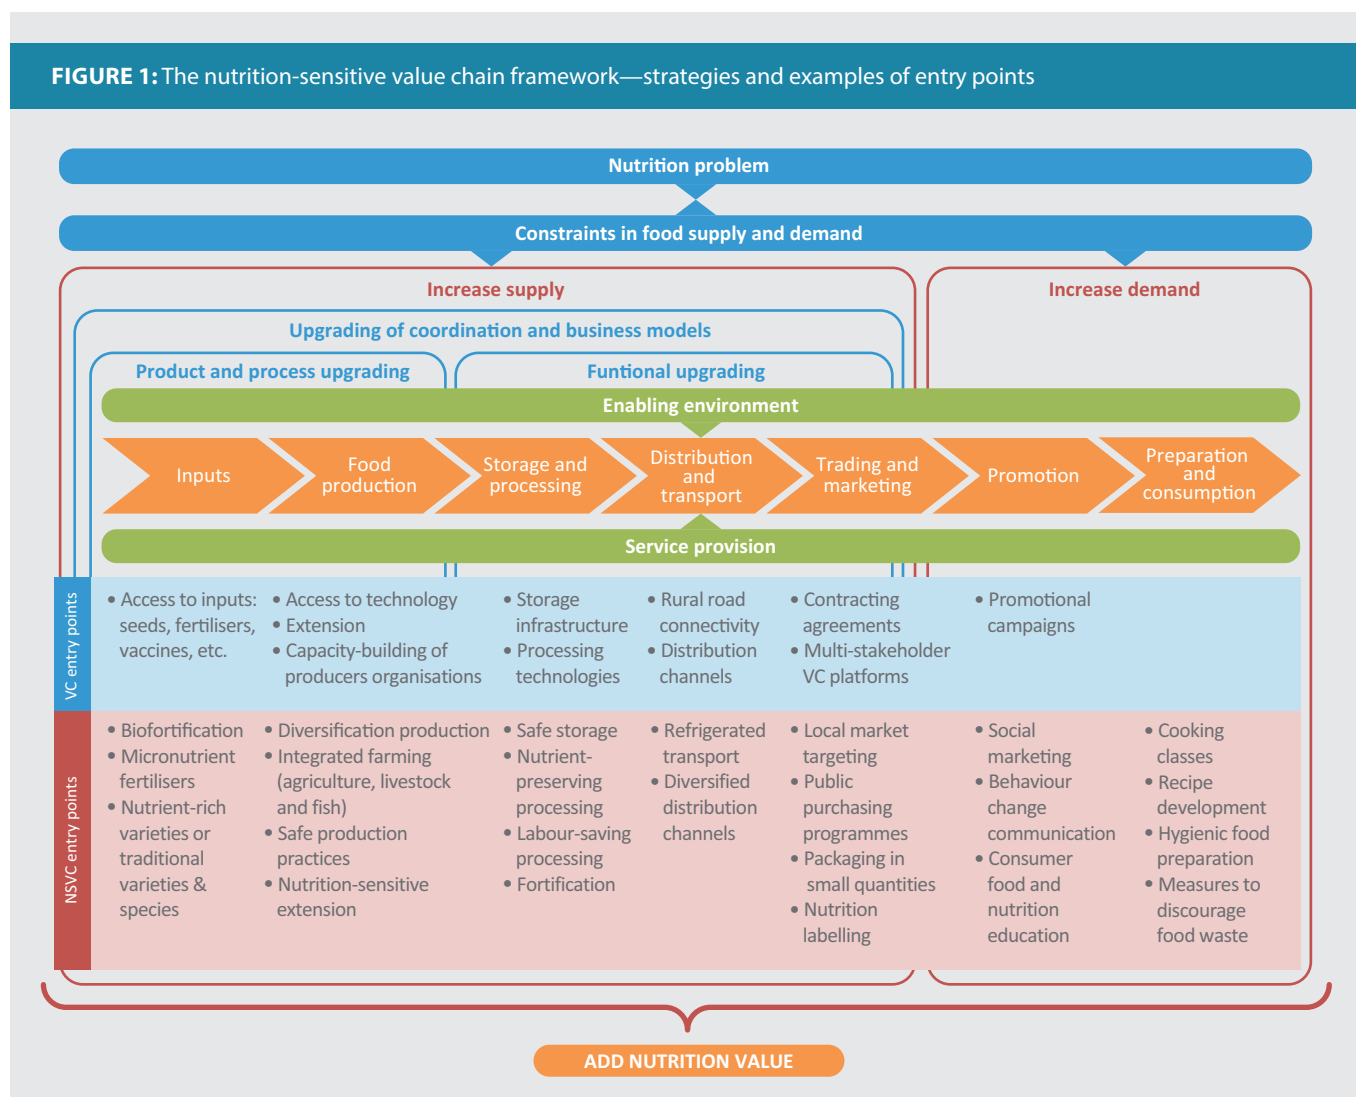 FIGURE 1: The nutrition-sensitive value chain framework—strategies and examples of entry points
Nutrition problem
Constraints in food supply and demand
Increase supply
Increase demand
Upgrading of coordination and business models
Product and process upgrading
Funtional upgrading
Enabling environment
Inputs
Food
production
Storage and
processing
Distribution
and
transport
Trading and
marketing
Promotion
Preparation
and
consumption
Service provision
VC entry points
• Access to inputs:
seeds, fertilisers,
vaccines, etc.
• Access to technology
• Extension
• Capacity-building of
producers organisations
• Storage
infrastructure
• Processing
technologies
• Rural road
connectivity
• Distribution
channels
• Contracting
agreements
• Multi-stakeholder
VC platforms
• Promotional
campaigns
NSVC entry points
• Biofortification
• Micronutrient
fertilisers
• Nutrient-rich
varieties or
traditional
varieties &
species
• Diversification production
• Integrated farming
(agriculture, livestock
and fish)
• Safe production
practices
• Nutrition-sensitive
extension
• Safe storage
• Nutrient-
preserving
processing
• Labour-saving
processing
• Fortification
• Refrigerated
transport
• Diversified
distribution
channels
• Local market
targeting
• Public
purchasing
programmes
• Packaging in
small quantities
• Nutrition
labelling
• Social
marketing
• Behaviour
change
communication
• Consumer
food and
nutrition
education
• Cooking
classes
• Recipe
development
• Hygienic food
preparation
• Measures to
discourage
food waste
ADD NUTRITION VALUE